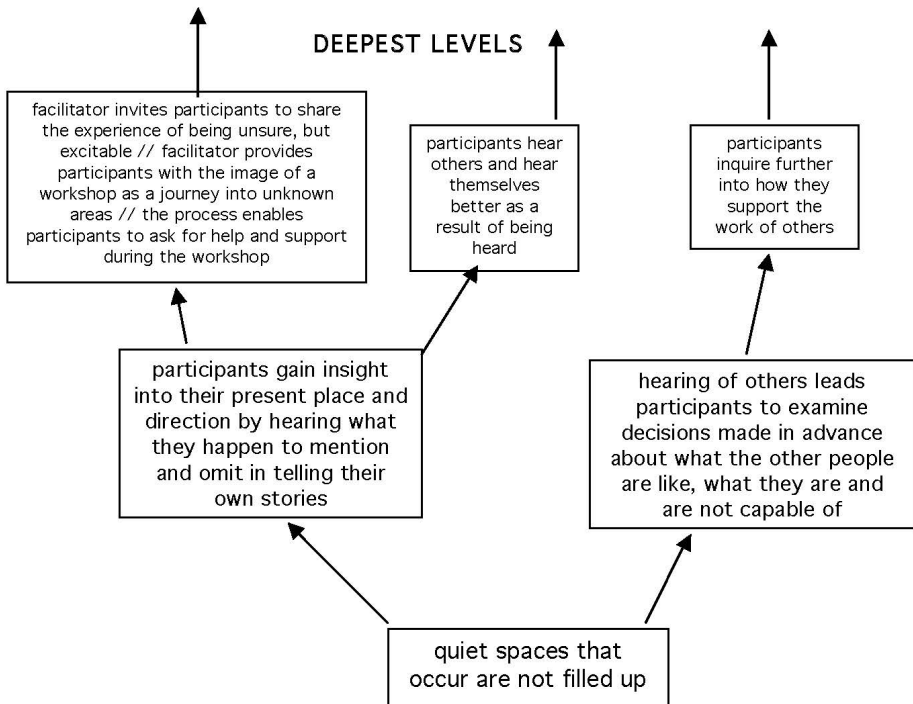 DEEPEST LEVELS
facilitator invites participants to share
the experience of being unsure, but
excitable // facilitator provides
participants with the image of a
workshop as a journey into unknown
areas // the process enables
participants to ask for help and support
during the workshop
participants hear
others and hear
themselves
better as a
result of being
heard
participants
inquire further
into how they
support the
work of others
participants gain insight
into their present place and
direction by hearing what
they happen to mention
and omit in telling their
own stories
hearing of others leads
participants to examine
decisions made in advance
about what the other people
are like, what they are and
are not capable of
quiet spaces that
occur are not filled up